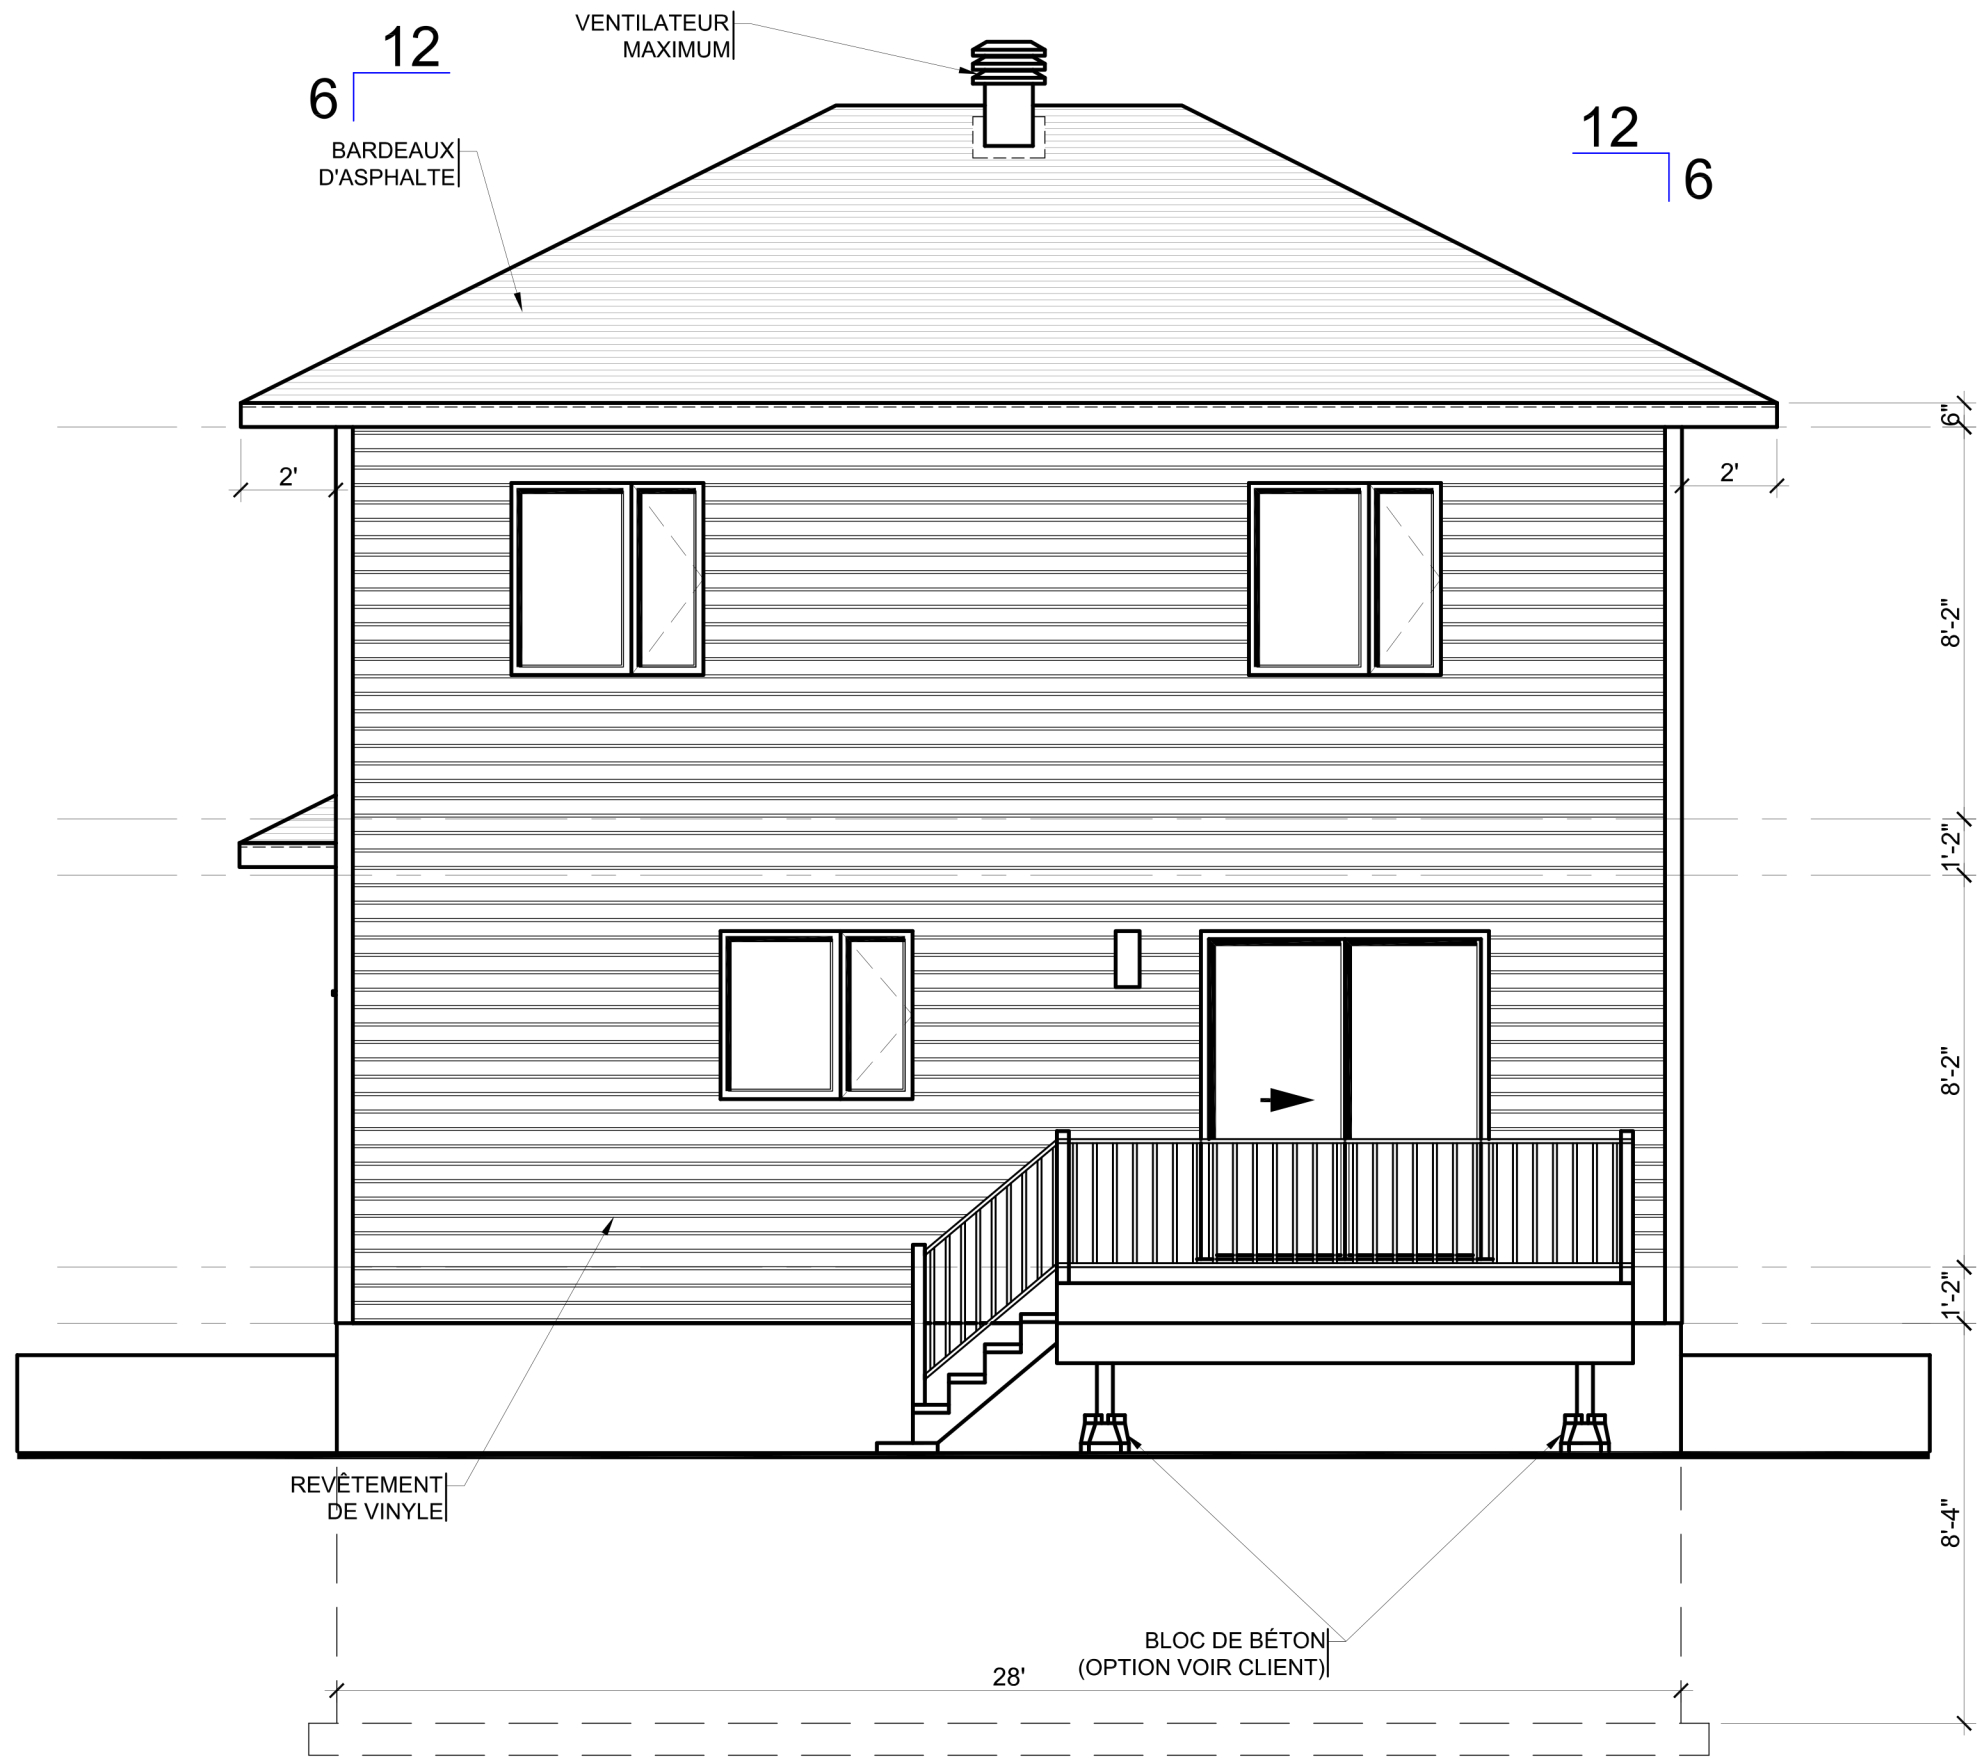 VENTILATEUR
MAXIMUM
12
6
12
6
BARDEAUX
D'ASPHALTE
6"
2'
2'
8'-2"
1'-2"
8'-2"
1'-2"
REVÊTEMENT
DE VINYLE
8'-4"
BLOC DE BÉTON
(OPTION VOIR CLIENT)
28'